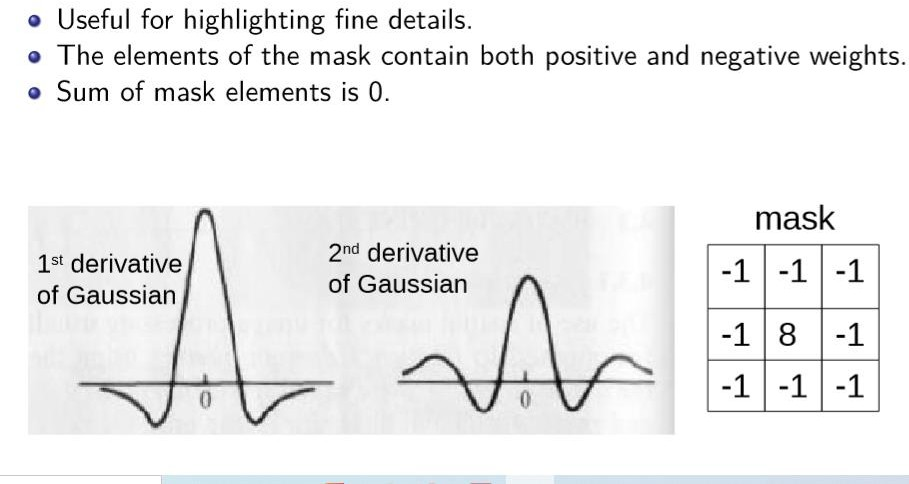 Useful for highlighting fine details.
The elements of the mask contain both positive and negative weights.
Sum of mask elements is 0.
1st derivative
of Gaussian
0
2nd derivative
of Gaussian
0
mask
-1 -1 -1
-1 8 -1
-1 -1 -1